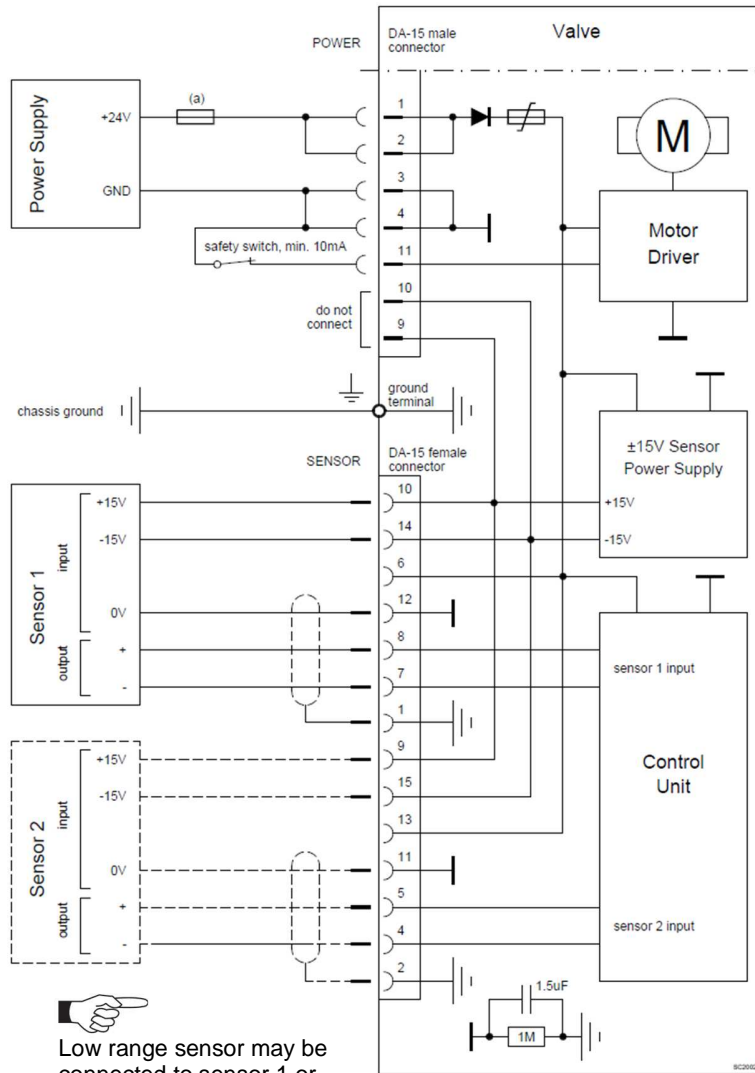 Valve
POWER
DA-15 male
connector
Power Supply
+24V
(a)
GND
safety switch, min. 10mA
do not
connect
1
2
3
4
11
10
9
M
Motor
Driver
chassis ground
ground
terminal
SENSOR
DA-15 female
connector
±15V Sensor
Power Supply
+15V
-15V
Sensor 1
input
+15V
-15V
0V
output
+
-
10
14
6
12
8
7
1
sensor 1 input
Control
Unit
sensor 2 input
Sensor 2
input
+15V
-15V
0V
output
+
-
9
15
13
11
5
4
2
1.5uF
1M
Low range sensor may be
connected to sensor 1 or